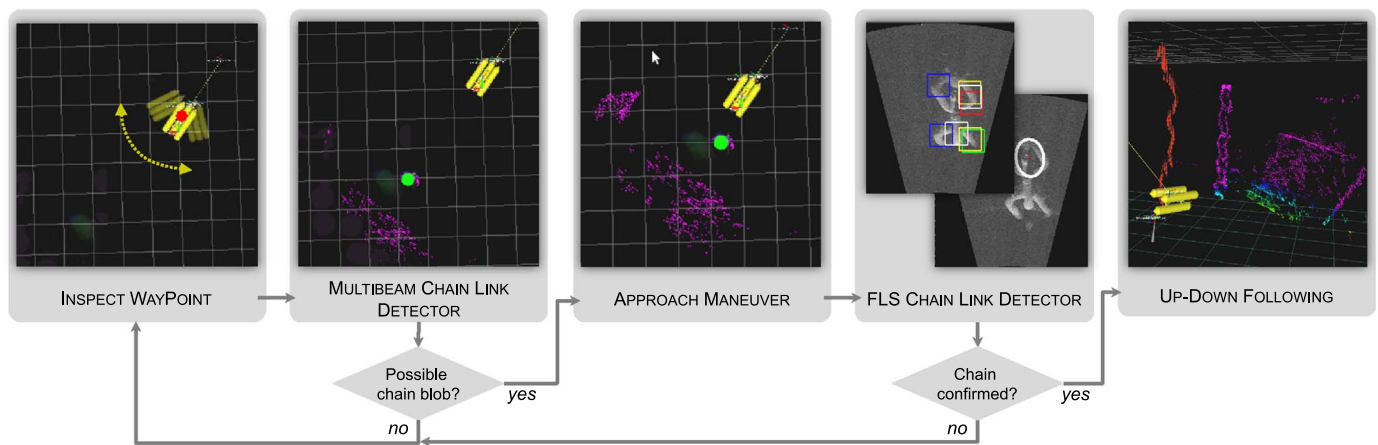 INSPECT WAYPOINT
MULTIBEAM CHAIN LINK
DETECTOR
APPROACH MANEUVER
FLS CHAIN LINK DETECTOR
UP-DOWN FOLLOWING
Possible
chain blob?
yes
no
Chain
confirmed?
yes
no